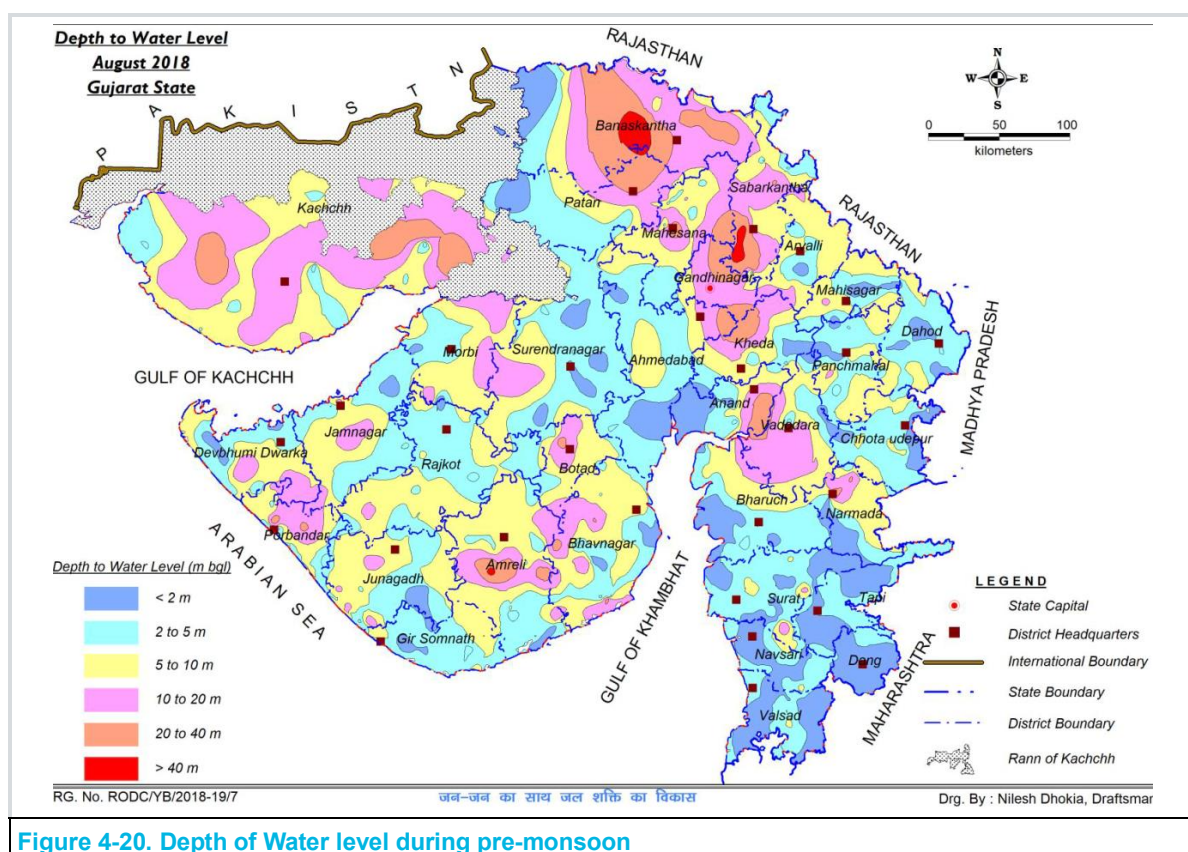 Depth to Water Level
August 2018
Gujarat State
RAJASTHAN
N
W E
S
0 50 100
kilometers
P A K I S T N
Banaskantha
Patan
Sabarkantha
RAJASTHAN
Kachchh
Mahesana
Arvalli
Gandhinagar
Mahisagar
Dahod
Morbi
Surendranagar
Ahmedabad
Kheda
Panchmahal
MADHYA PRADESH
GULF OF KACHCHH
Anand
Vadodara
Chhota udepur
Jamnagar
Devbhumi Dwarka
Rajkot
Botad
Bharuch
Narmada
Porbandar
ARABIAN SEA
Bhavnagar
Amreli
Junagadh
Gir Somnath
GULF OF KHAMBHAT
Surat
Tapi
Navsari
Dang
Valsad
MAHARASHTRA
Depth to Water Level (m bgl)
< 2 m
2 to 5 m
5 to 10 m
10 to 20 m
20 to 40 m
> 40 m
LEGEND
State Capital
District Headquarters
International Boundary
State Boundary
District Boundary
Rann of Kachchh
RG. No. RODC/YB/2018-19/7
जन-जन का साथ जल शक्ति का विकास
Drg. By : Nilesh Dhokia, Draftsmar
Figure 4-20. Depth of Water level during pre-monsoon